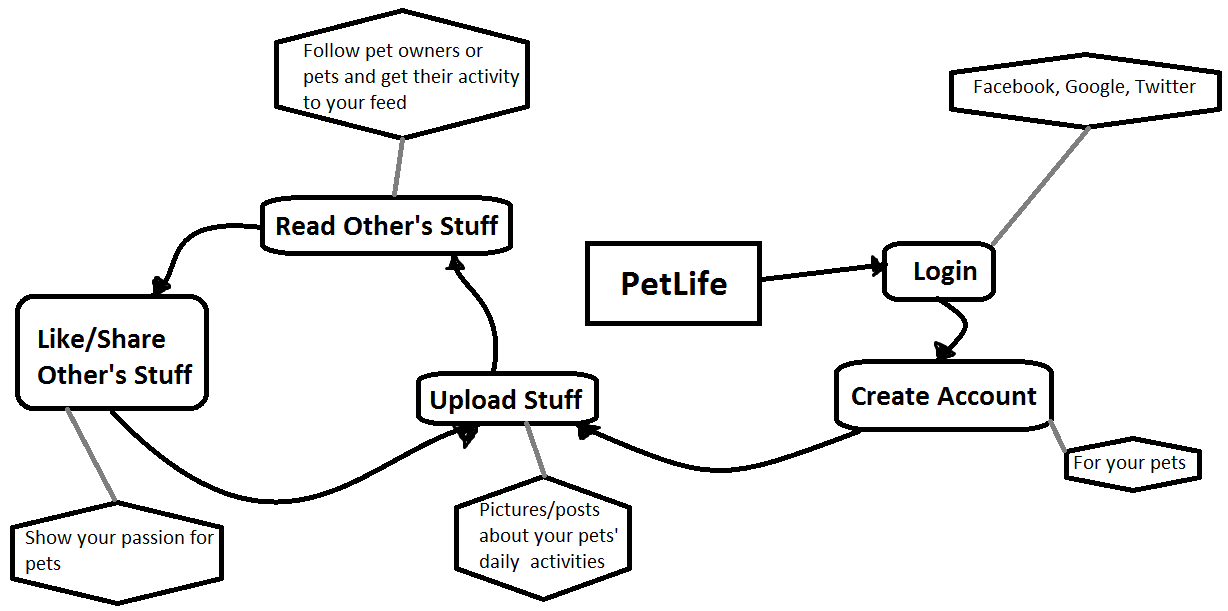 Follow pet owners or
pets and get their activity
to your feed
Facebook, Google, Twitter
Read Other's Stuff
PetLife
Login
Like/Share
Other's Stuff
Upload Stuff
Create Account
For your pets
Show your passion for
pets
Pictures/posts
about your pets'
daily activities